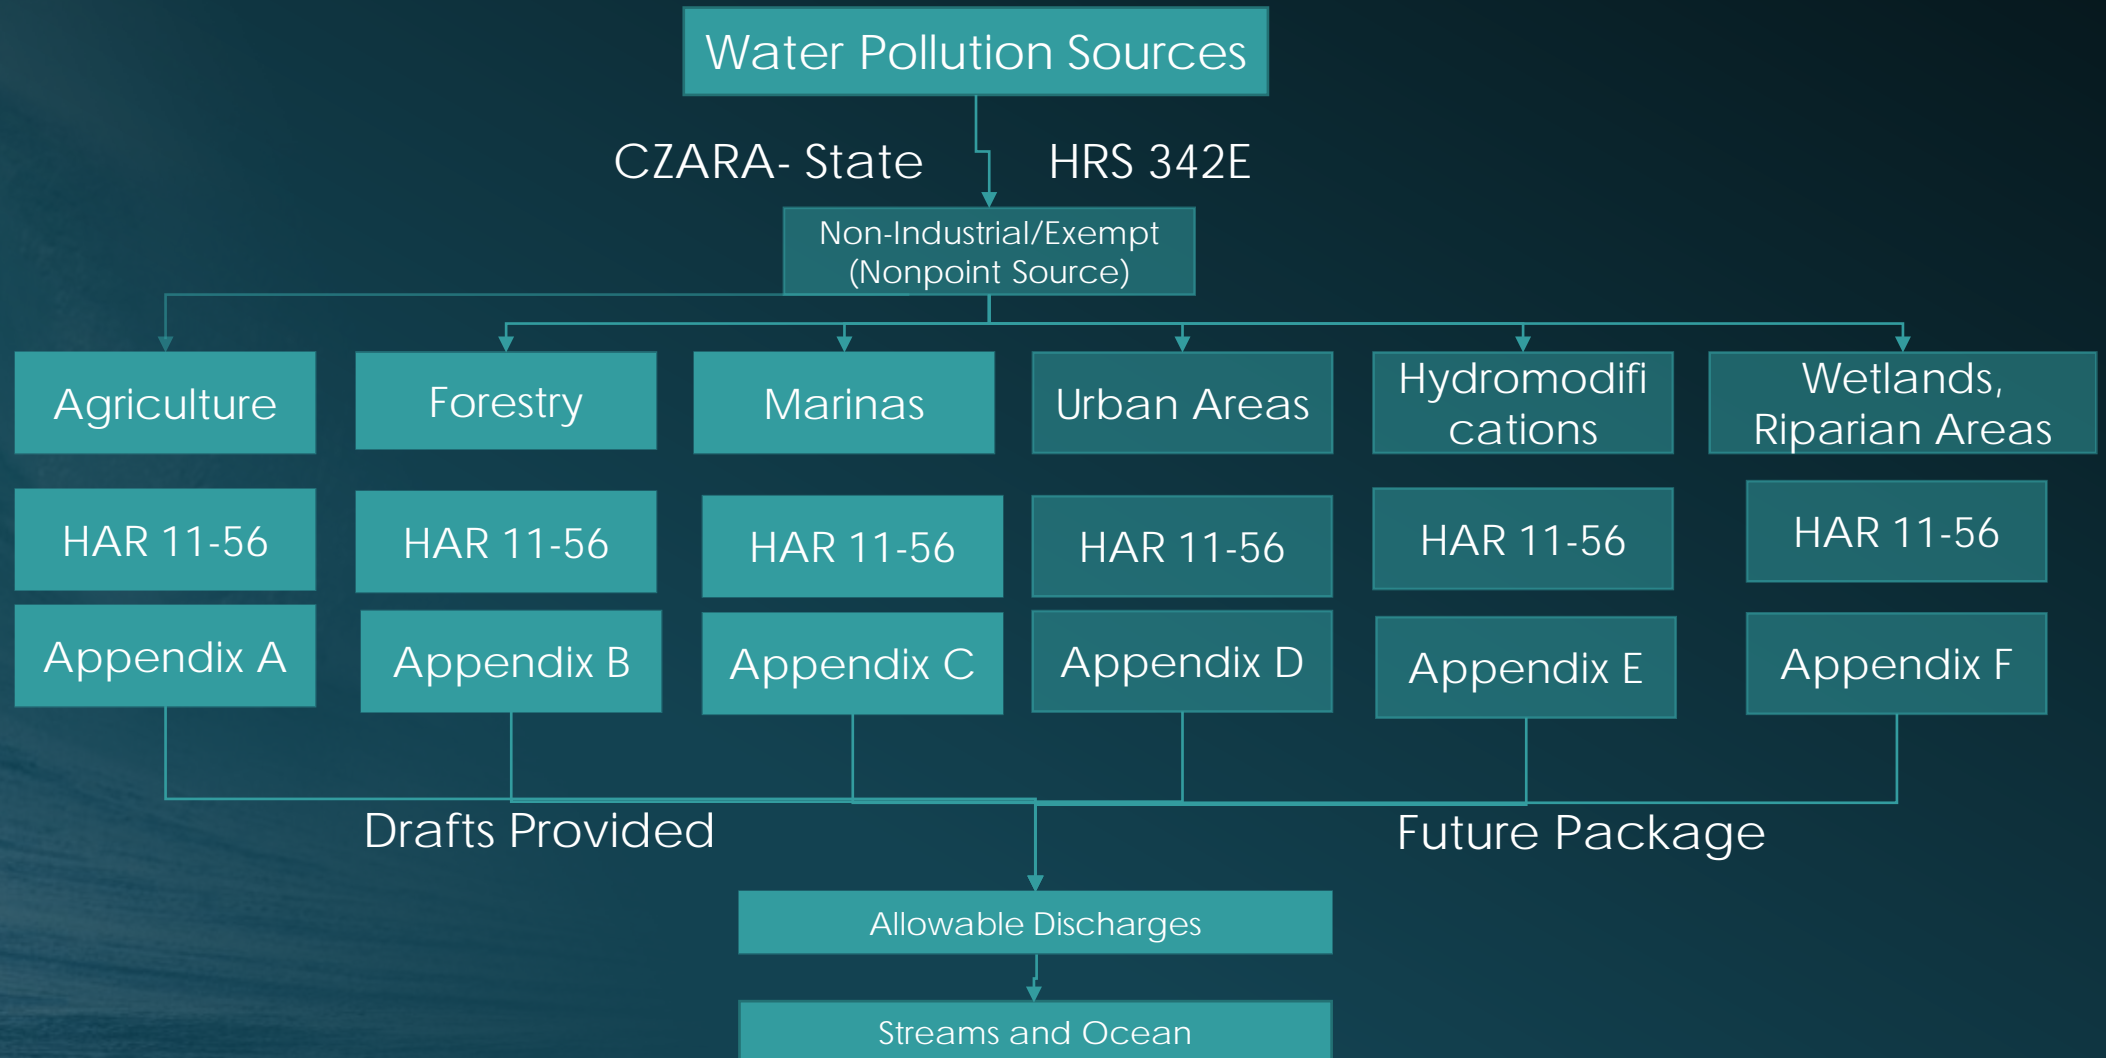 Water Pollution Sources
CZARA- State
HRS 342E
Non-Industrial/Exempt
(Nonpoint Source)
Agriculture
Forestry
Marinas
Urban Areas
Hydromodifi
cations
Wetlands,
Riparian Areas
HAR 11-56
HAR 11-56
HAR 11-56
HAR 11-56
HAR 11-56
HAR 11-56
Appendix A
Appendix B
Appendix C
Appendix D
Appendix E
Appendix F
Drafts Provided
Future Package
Allowable Discharges
Streams and Ocean